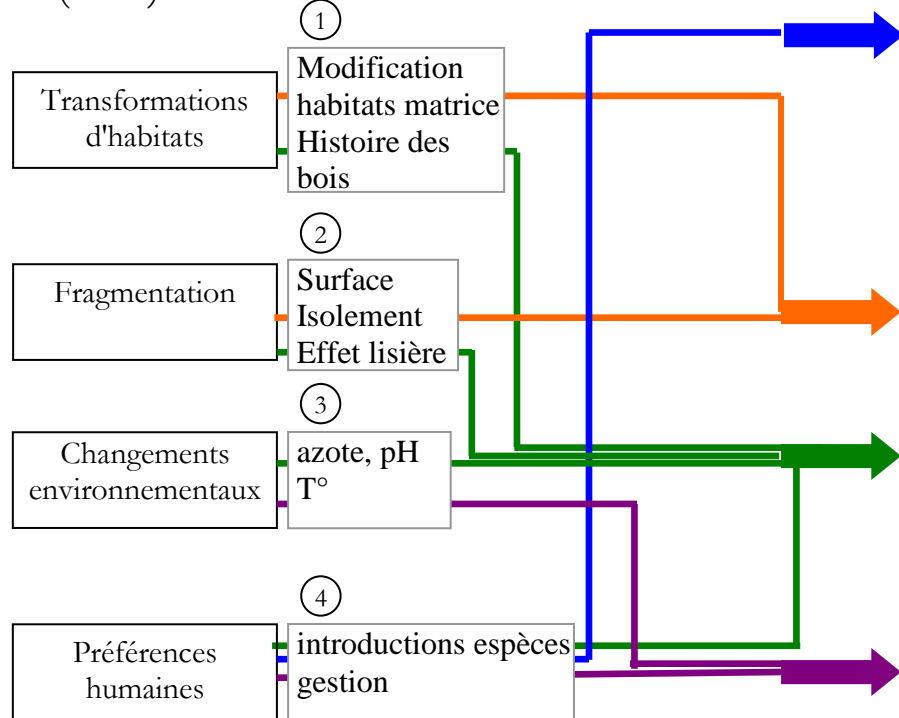 1
Transformations
d'habitats
Modification
habitats matrice
Histoire des
bois
2
Fragmentation
Surface
Isolement
Effet lisière
3
Changements
environnementaux
azote, pH
T°
4
Préférences
humaines
introductions espèces
gestion